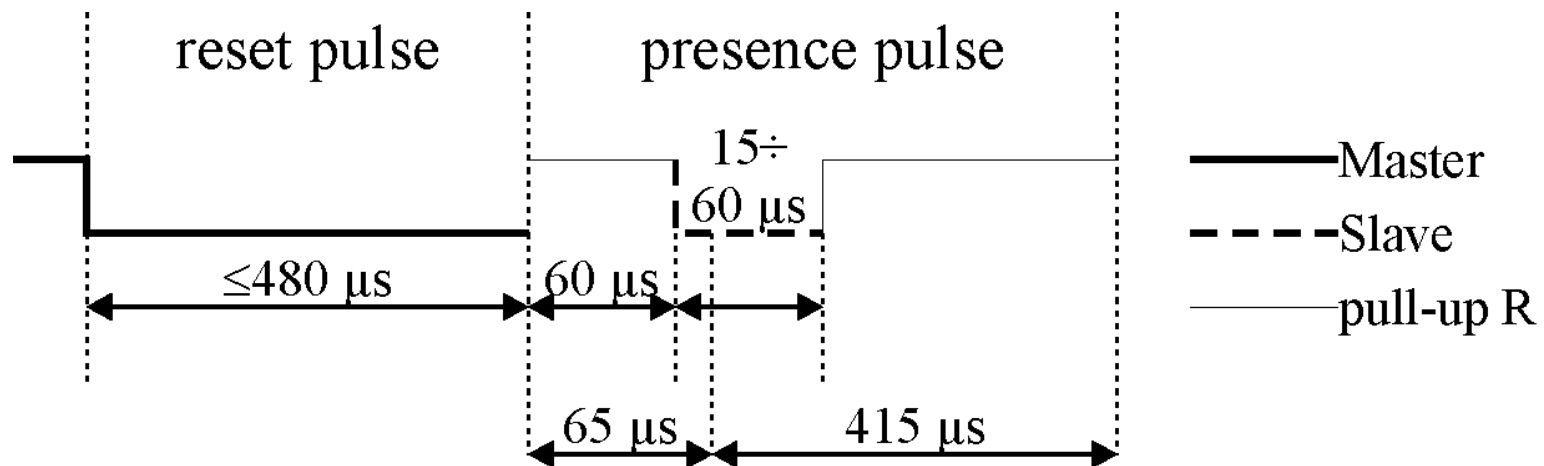 reset pulse
presence pulse
15÷
60 μs
Master
Slave
pull-up R
≤480 μs
60 μs
65 μs
415 μs